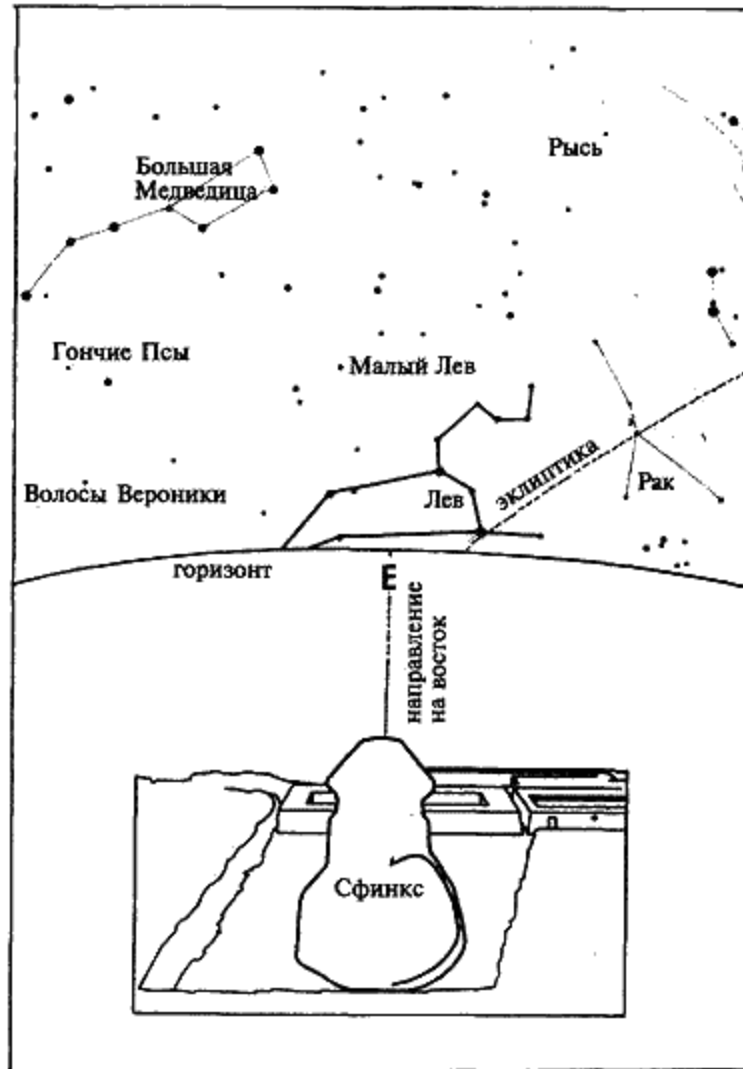 Большая
Медведица
Рысь
Гончие Псы
Малый Лев
эклиптика
Волосы Вероники
Лев
Рак
горизонт
E
направление
на восток
Сфинкс